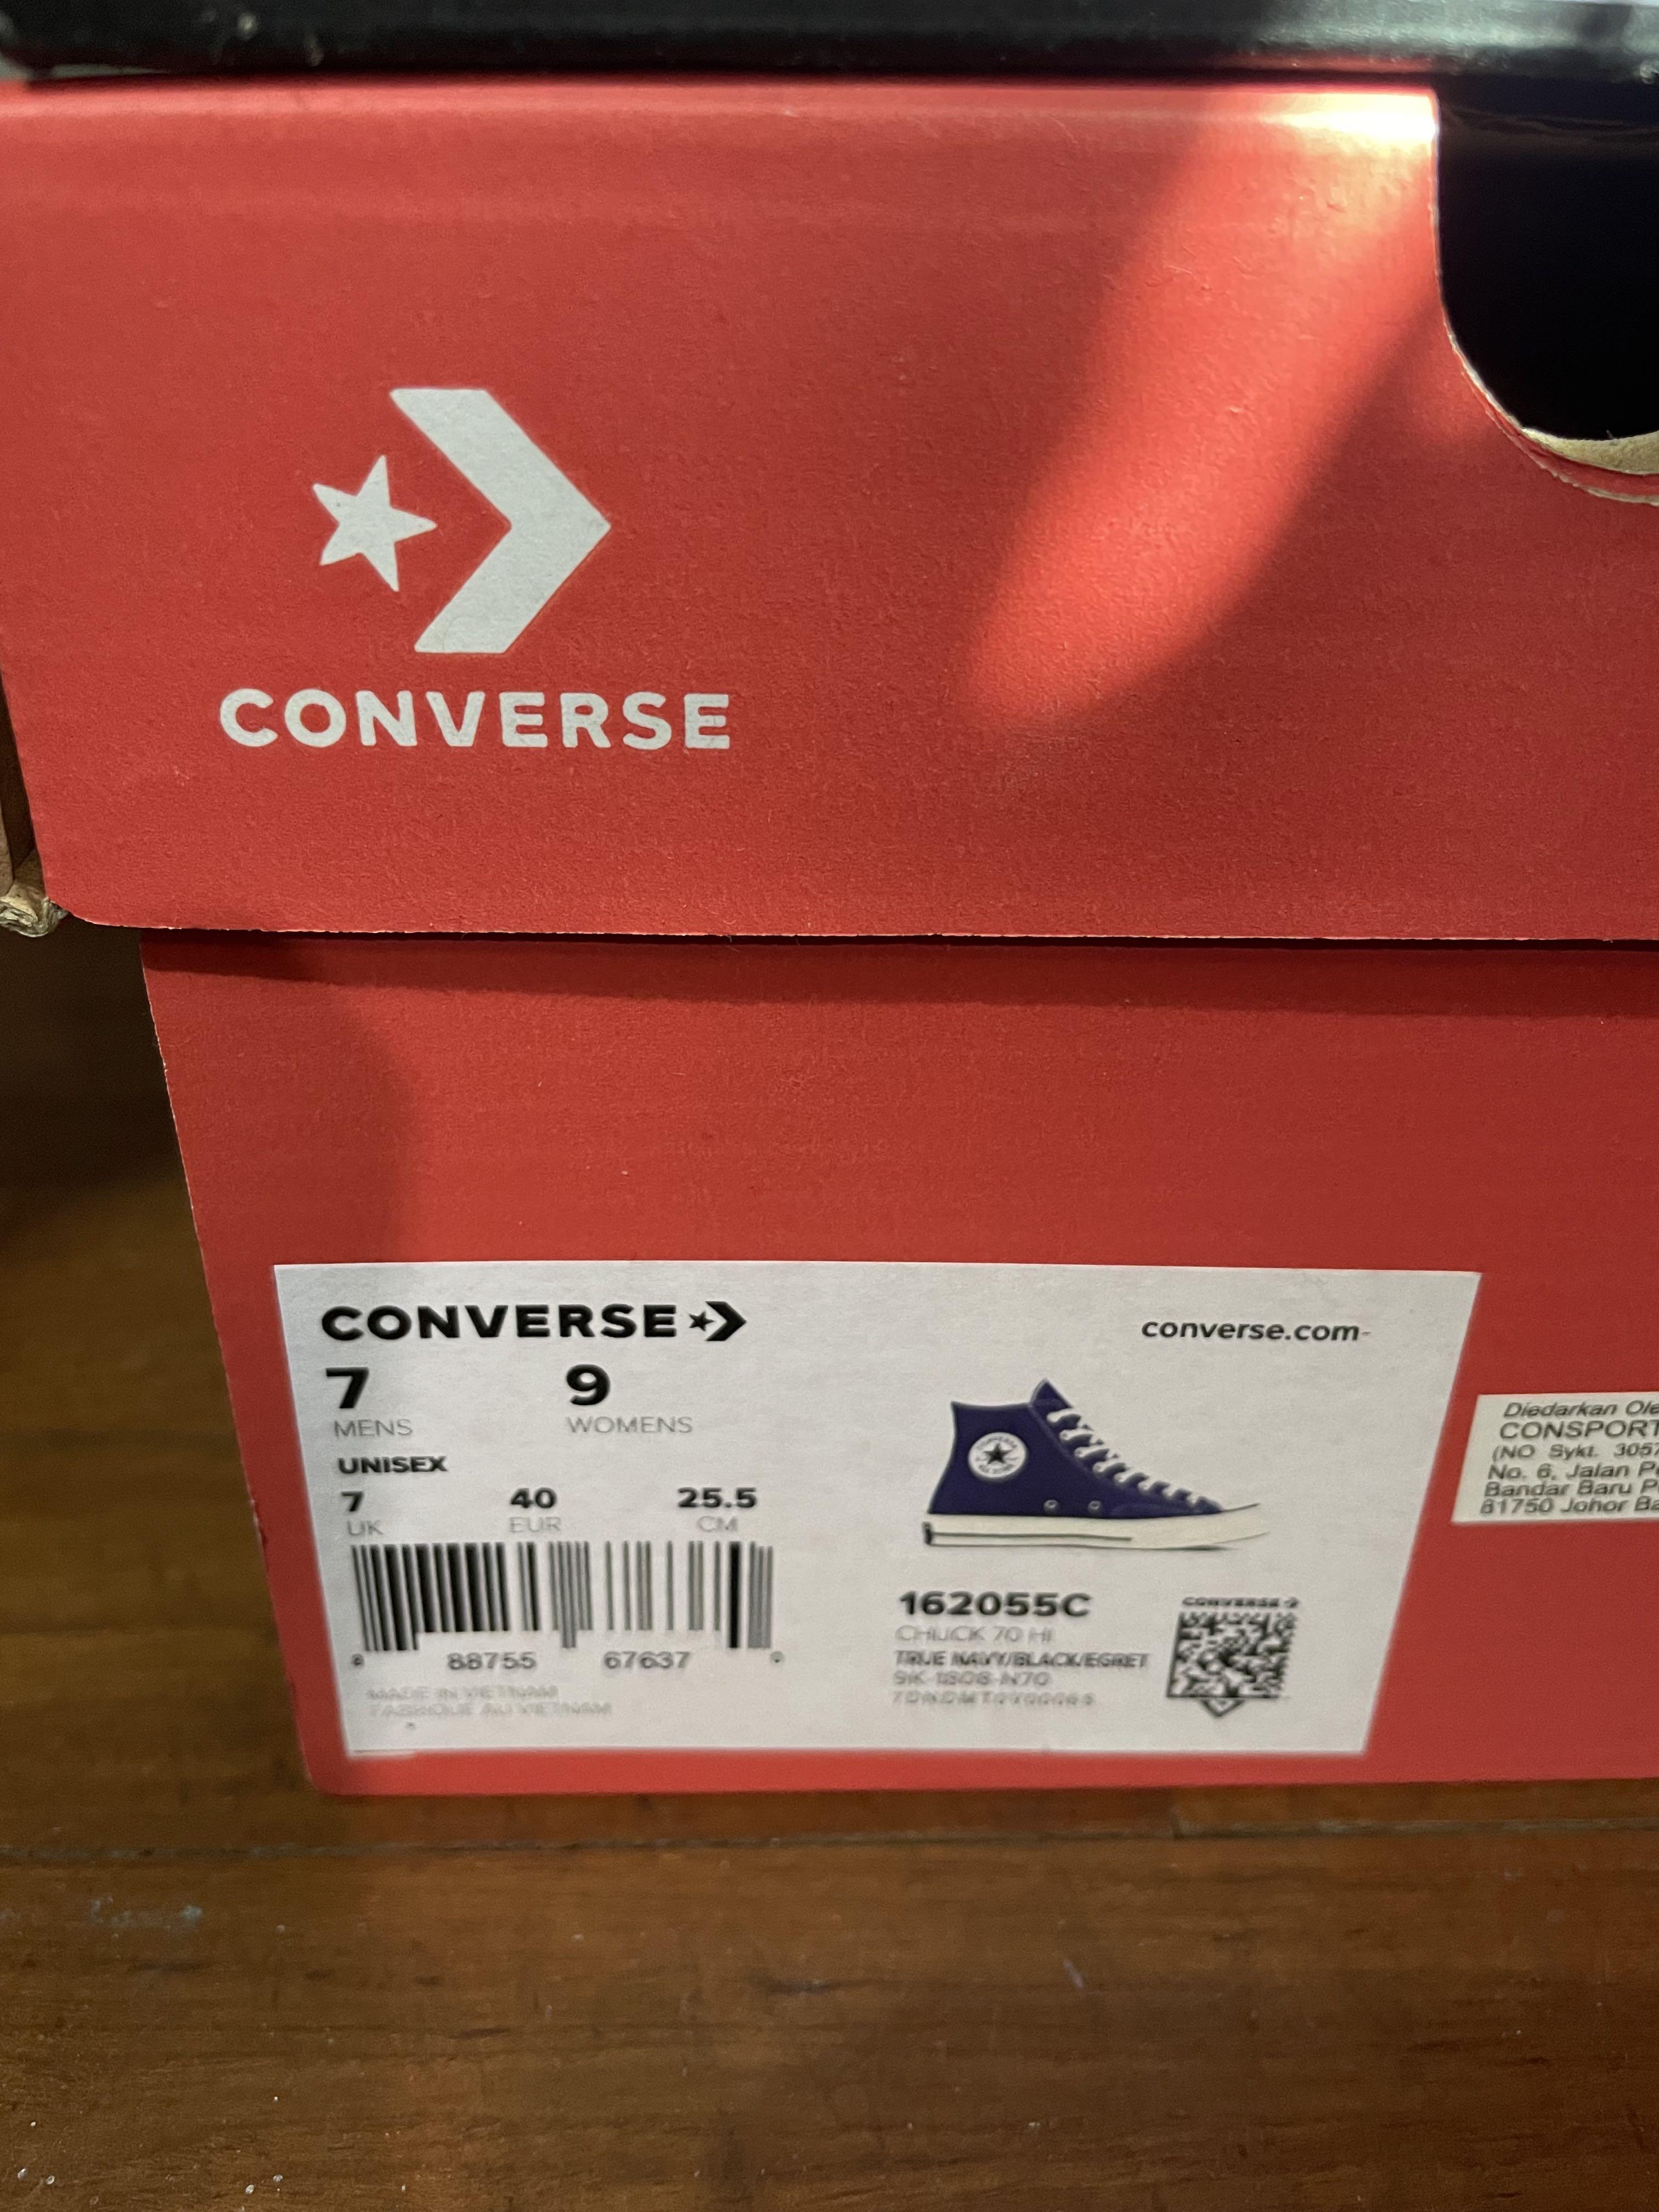 CONVERSE
CONVERSE
converse.com
7 9
MENS WOMENS
UNISEX
7 40 25.5
UK EUR CM
88755 67637
MADE IN VIETNAM
FABRIQUE AU VIETNAM
162055C
CHUCK 70 HI
TRUE NAVY/BLACK/EGRET
CONVERSE
Diedarkan Ole
CONSPORT
(NO Sykt. 3057
No. 6, Jalan P
Bandar Baru P
81750 Johor Ba